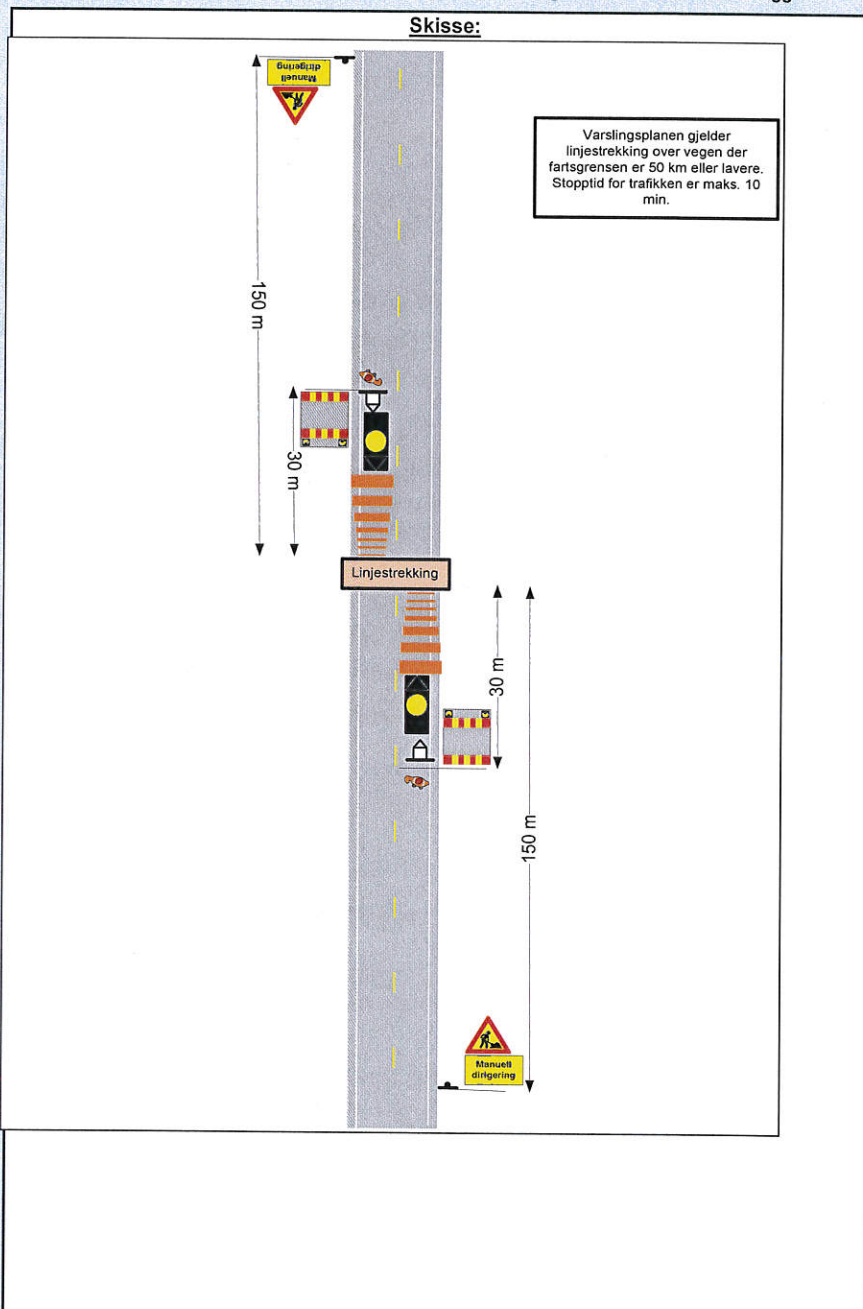 Skisse:
Manuell
dirigering
Varslingsplanen gjelder
linjestrekking over vegen der
fartsgrensen er 50 km eller lavere.
Stopptid for trafikken er maks. 10
min.
150 m
30 m
Linjestrekking
30 m
150 m
Manuell
dirigering